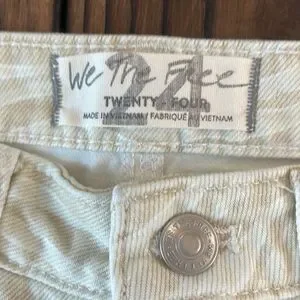 We The Free
24
TWENTY - FOUR
MADE IN VIETNAM / FABRIQUÉ AU VIETNAM